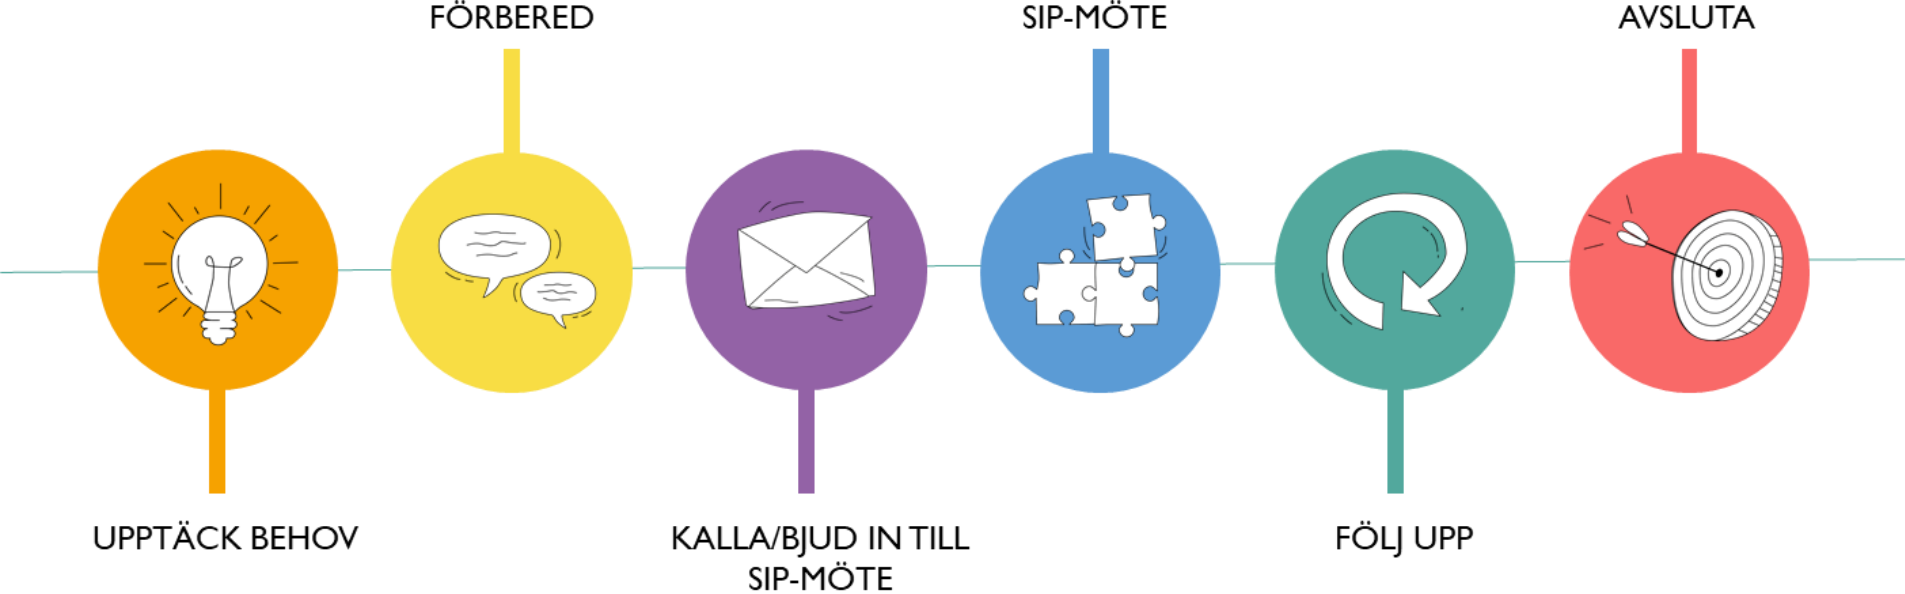 FÖRBERED
SIP-MÖTE
AVSLUTA
UPPTÄCK BEHOV
KALLA/BJUD IN TILL
SIP-MÖTE
FÖLJ UPP